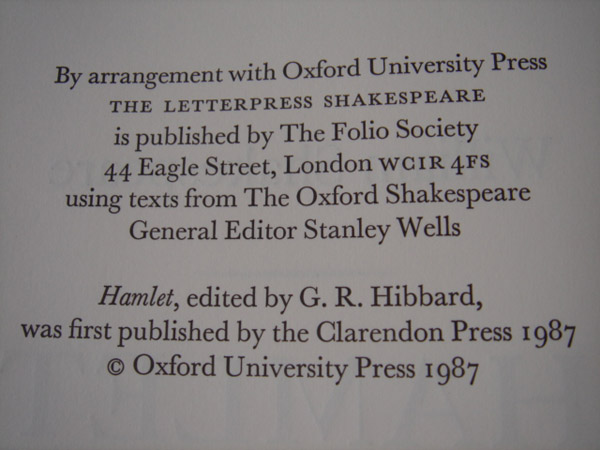 By arrangement with Oxford University Press
THE LETTERPRESS SHAKESPEARE
is published by The Folio Society
44 Eagle Street, London WC1R 4FS
using texts from The Oxford Shakespeare
General Editor Stanley Wells
Hamlet, edited by G. R. Hibbard,
was first published by the Clarendon Press 1987
© Oxford University Press 1987